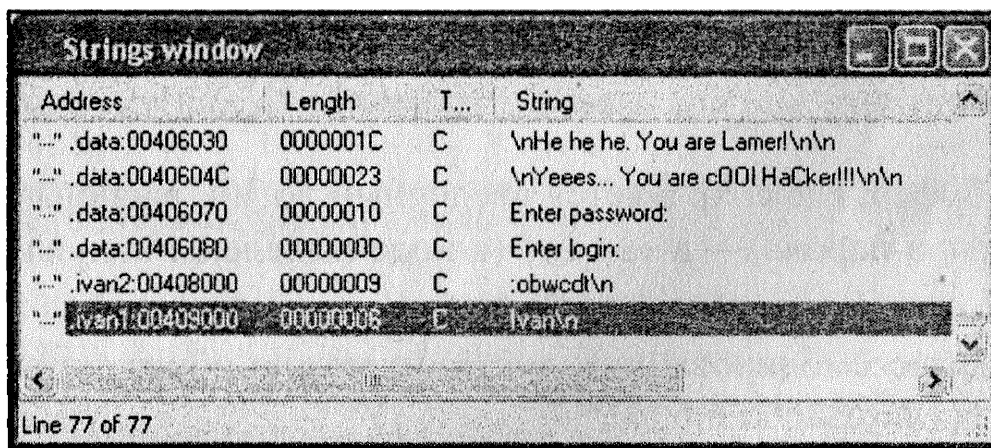 Strings window
Address Length T... String
"..." .data:00406030 0000001C C \nHe he he. You are Lamer!\n\n
"..." .data:0040604C 00000023 C \nYeees... You are cOOl HaCker!!!\n\n
"..." .data:00406070 00000010 C Enter password:
"..." .data:00406080 0000000D C Enter login:
"..." .ivan2:00408000 00000009 C :obwcdt\n
"..." .ivan1:00409000 00000006 C Ivan\n
Line 77 of 77